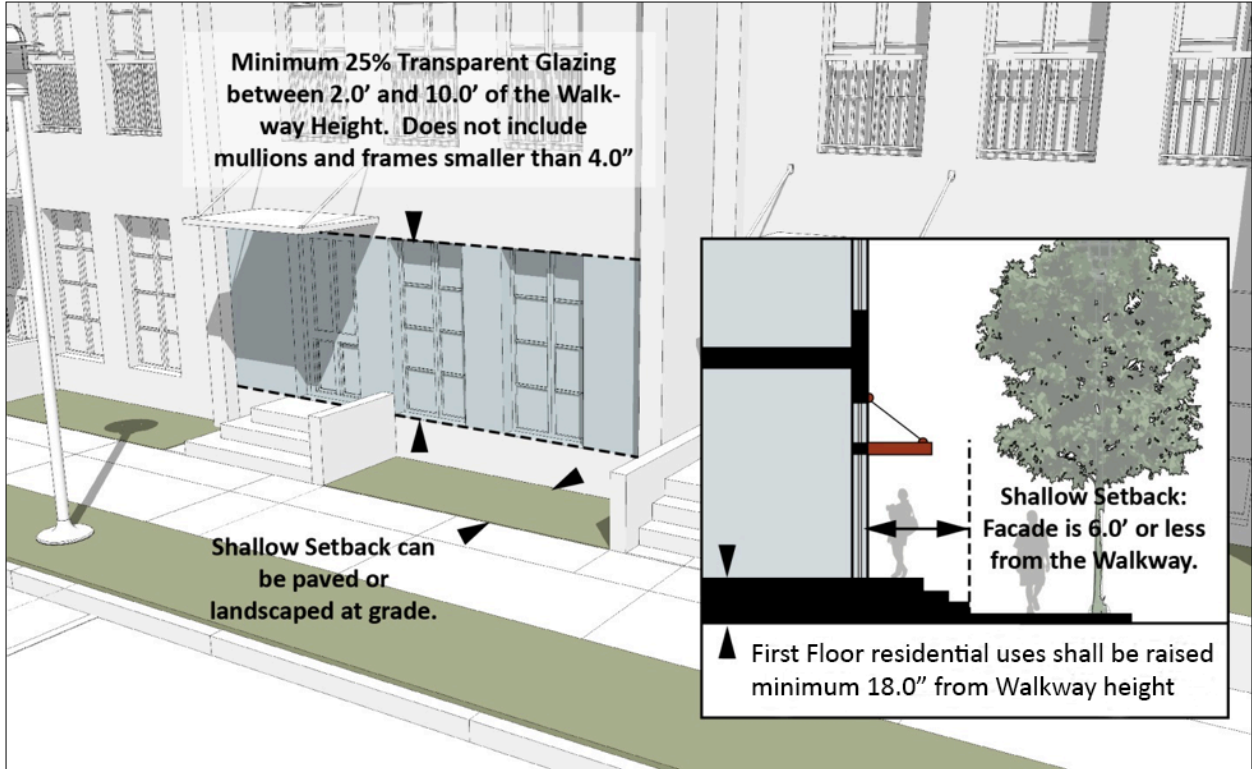 Minimum 25% Transparent Glazing
between 2.0’ and 10.0’ of the Walk-
way Height.  Does not include
mullions and frames smaller than 4.0”
Shallow Setback can
be paved or
landscaped at grade.
Shallow Setback:
Facade is 6.0’ or less
from the Walkway.
First Floor residential uses shall be raised
minimum 18.0” from Walkway height